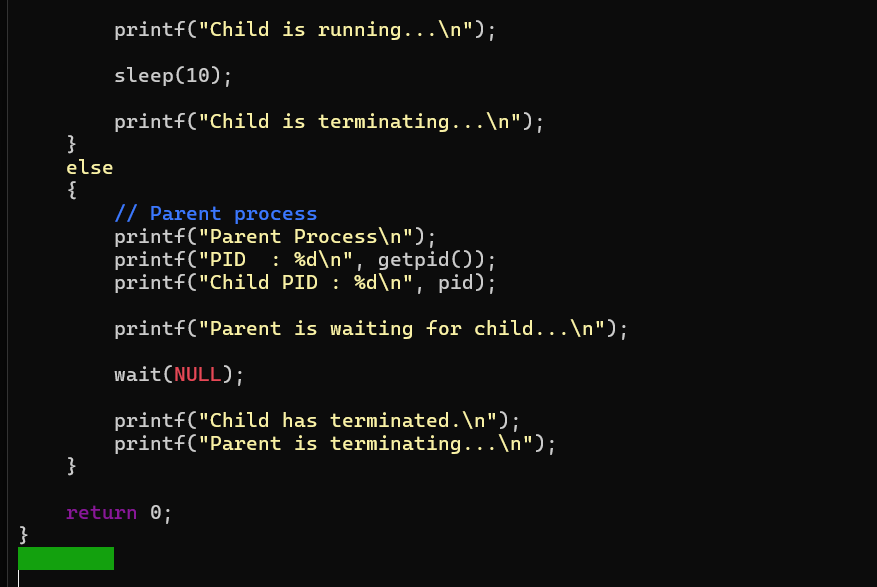 printf("Child is running...\n");
sleep(10);
printf("Child is terminating...\n");
}
else
{
// Parent process
printf("Parent Process\n");
printf("PID  : %d\n", getpid());
printf("Child PID : %d\n", pid);
printf("Parent is waiting for child...\n");
wait(NULL);
printf("Child has terminated.\n");
printf("Parent is terminating...\n");
}
return 0;
}